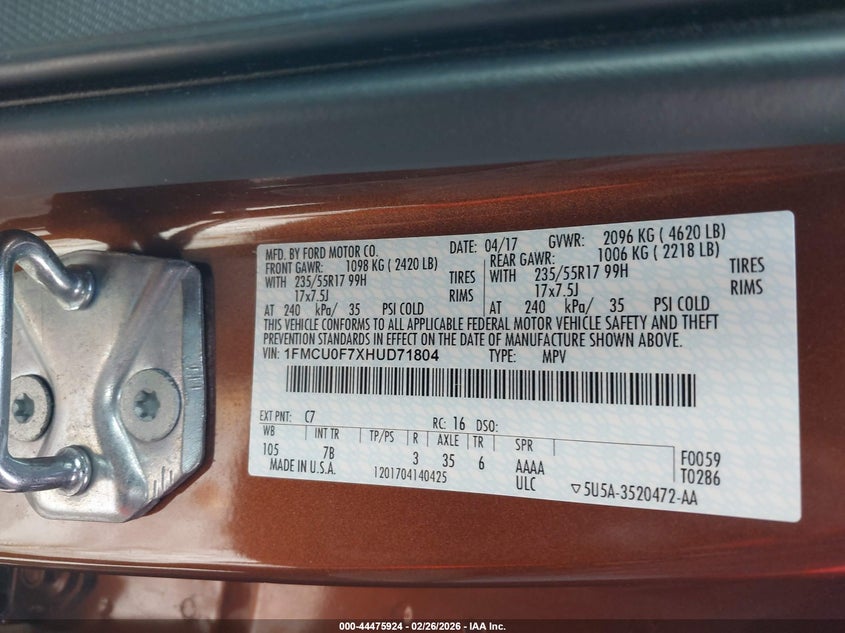 MFD. BY FORD MOTOR CO. DATE: 04/17 GVWR: 2096 KG ( 4620 LB)
FRONT GAWR: 1098 KG ( 2420 LB) REAR GAWR: 1006 KG ( 2218 LB)
WITH 235/55R17 99H TIRES WITH 235/55R17 99H TIRES
17x7.5J RIMS 17x7.5J RIMS
AT 240 kPa/ 35 PSI COLD AT 240 kPa/ 35 PSI COLD
THIS VEHICLE CONFORMS TO ALL APPLICABLE FEDERAL MOTOR VEHICLE SAFETY AND THEFT
PREVENTION STANDARDS IN EFFECT ON THE DATE OF MANUFACTURE SHOWN ABOVE.
VIN: 1FMCU0F7XHUD71804 TYPE: MPV
EXT PNT: C7 RC: 16 DSO:
WB INT TR TP/PS R AXLE TR SPR
105 7B 3 35 6 AAAA F0059
MADE IN U.S.A. 1201704140425 ULC T0286
▽5U5A-3520472-AA
000-44475924 | 02/26/2026 – IAA Inc.